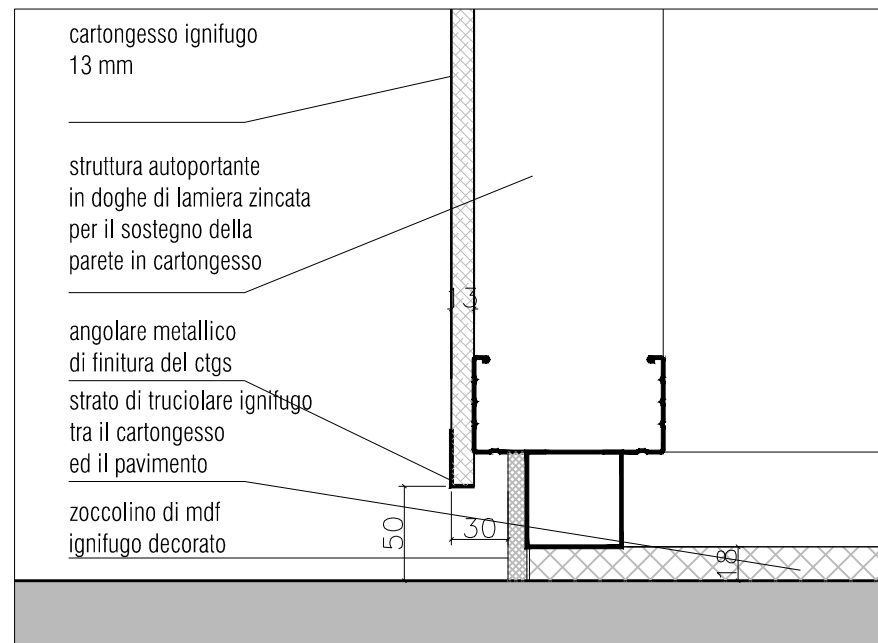 cartongesso ignifugo
13 mm
struttura autoportante
in doghe di lamiera zincata
per il sostegno della
parete in cartongesso
13
angolare metallico
di finitura del ctgs
strato di truciolare ignifugo
tra il cartongesso
ed il pavimento
zoccolino di mdf
ignifugo decorato
50
30
18